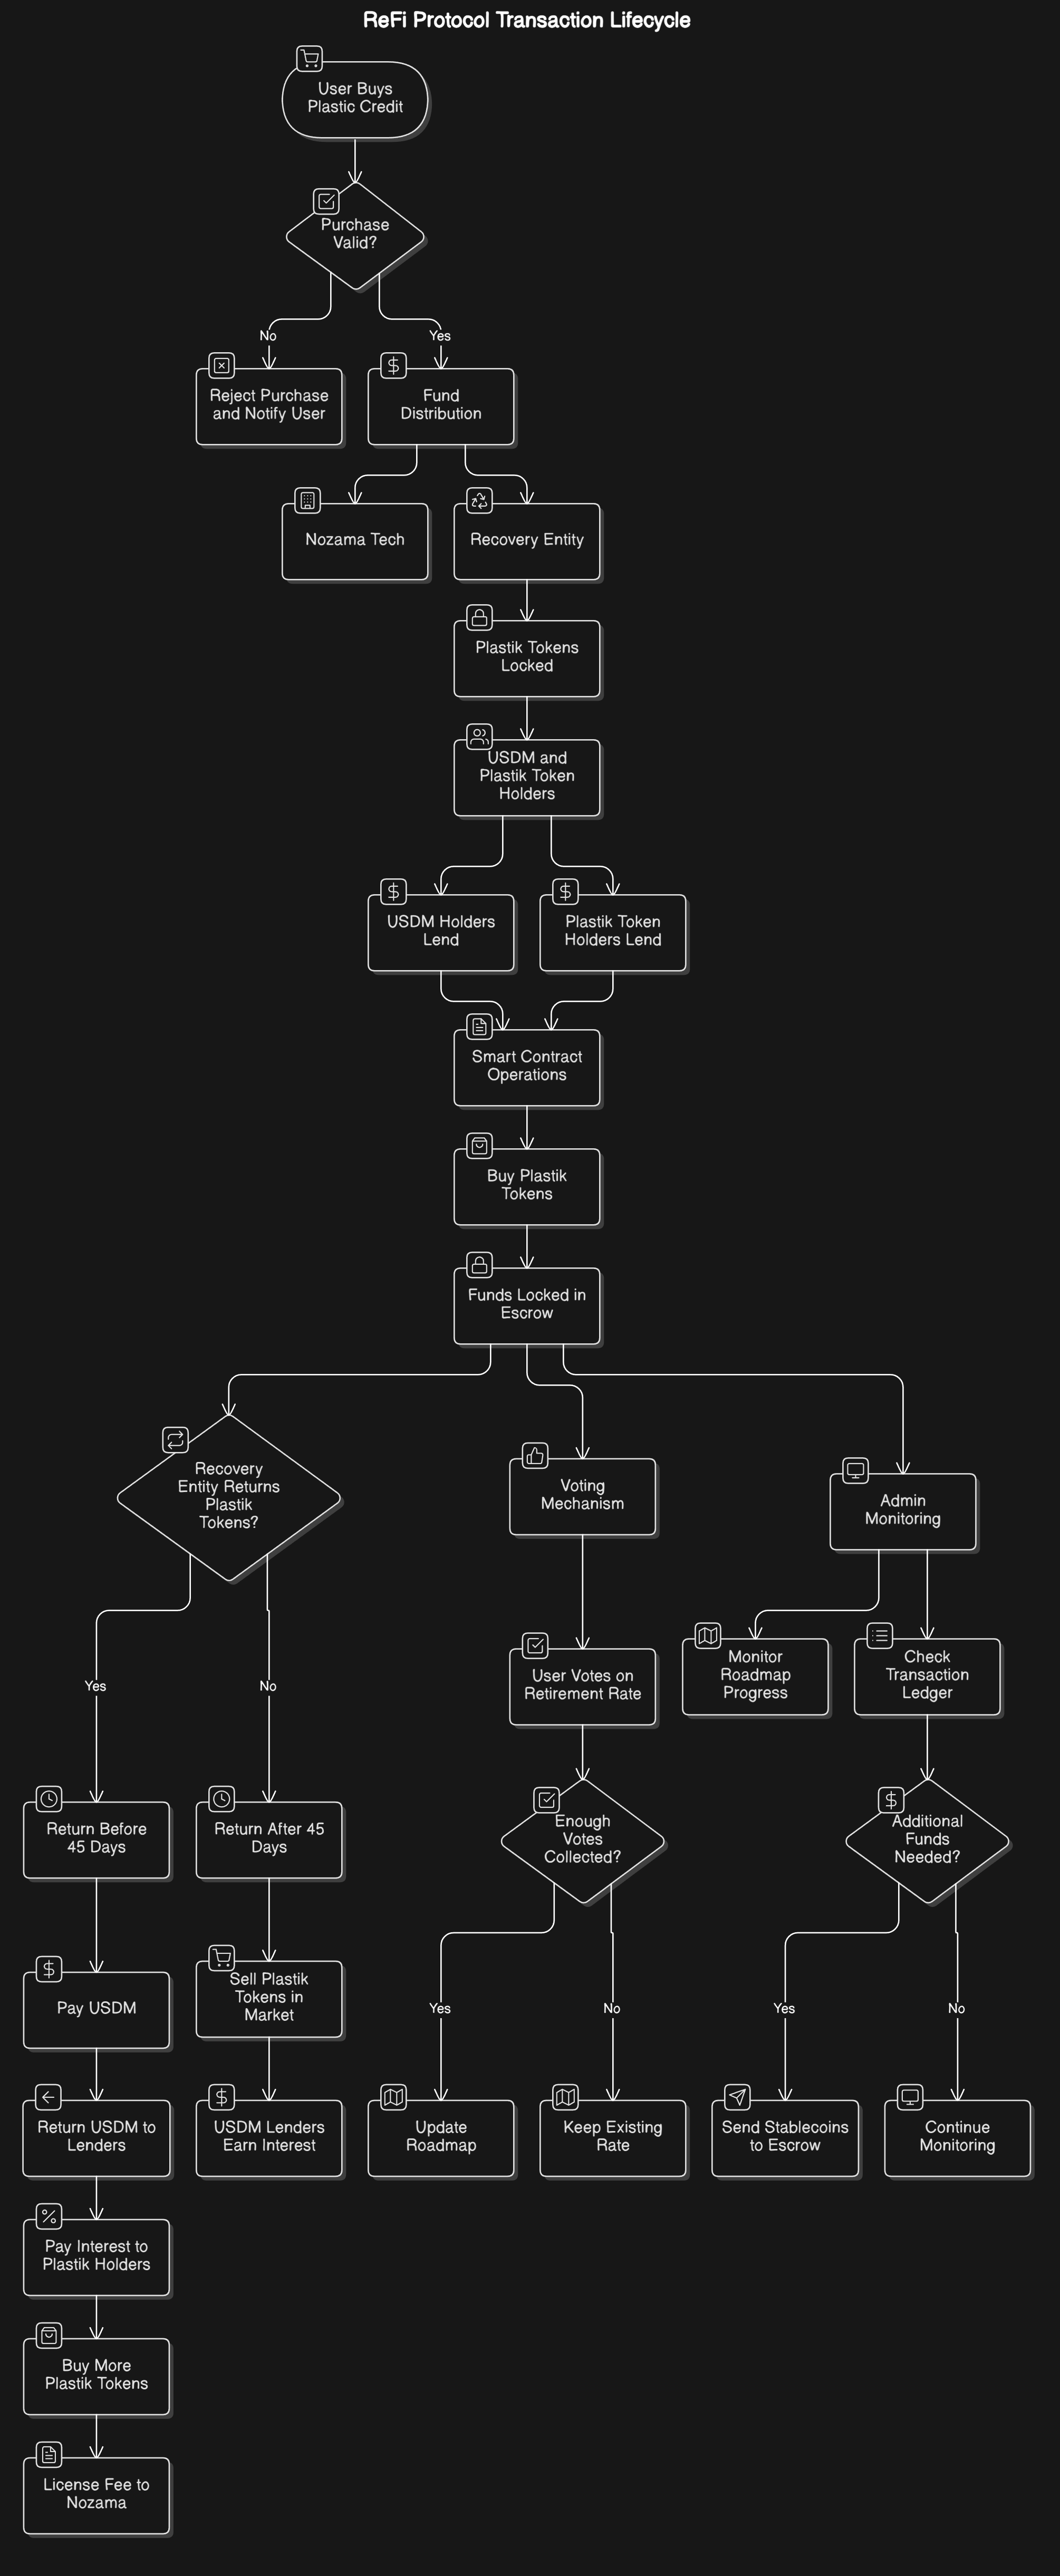 ReFi Protocol Transaction Lifecycle
User Buys
Plastic Credit
Purchase
Valid?
No
Yes
Reject Purchase
and Notify User
Fund
Distribution
Nozama Tech
Recovery Entity
Plastik Tokens
Locked
USDM and
Plastik Token
Holders
USDM Holders
Lend
Plastik Token
Holders Lend
Smart Contract
Operations
Buy Plastik
Tokens
Funds Locked in
Escrow
Recovery
Entity Returns
Plastik
Tokens?
Voting
Mechanism
Admin
Monitoring
Yes
No
User Votes on
Retirement Rate
Monitor
Roadmap
Progress
Check
Transaction
Ledger
Return Before
45 Days
Return After 45
Days
Enough
Votes
Collected?
Additional
Funds
Needed?
Pay USDM
Sell Plastik
Tokens in
Market
Yes
No
Yes
No
Return USDM to
Lenders
USDM Lenders
Earn Interest
Update
Roadmap
Keep Existing
Rate
Send Stablecoins
to Escrow
Continue
Monitoring
Pay Interest to
Plastik Holders
Buy More
Plastik Tokens
License Fee to
Nozama